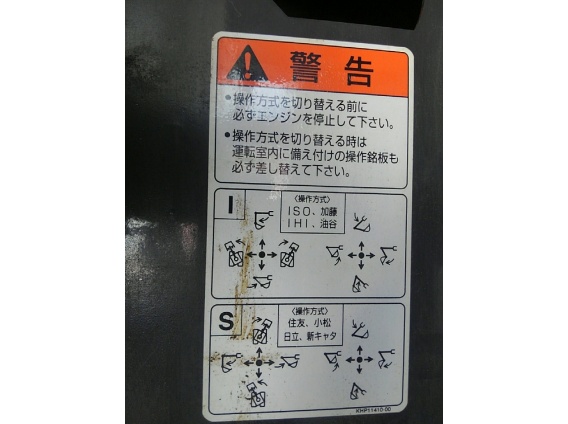 警告
・操作方式を切り替える前に
必ずエンジンを停止して下さい。
・操作方式を切り替える時は
運転室内に備え付けの操作銘板も
必ず差し替えて下さい。
I
〈操作方式〉
ISO、加藤
IHI、油谷
S
〈操作方式〉
住友、小松
日立、新キャタ
KHP11410-00